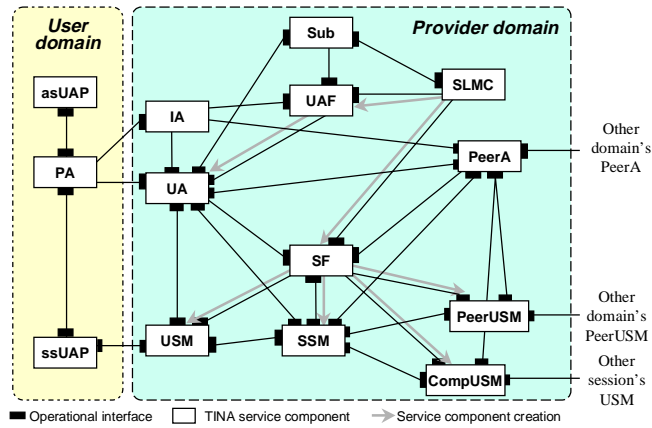 User
domain
Provider domain
Sub
asUAP
SLMC
IA
UAF
Other
domain's
PeerA
PeerA
PA
UA
SF
Other
domain's
PeerUSM
PeerUSM
ssUAP
USM
SSM
CompUSM
Other
session's
USM
Operational interface
TINA service component
Service component creation